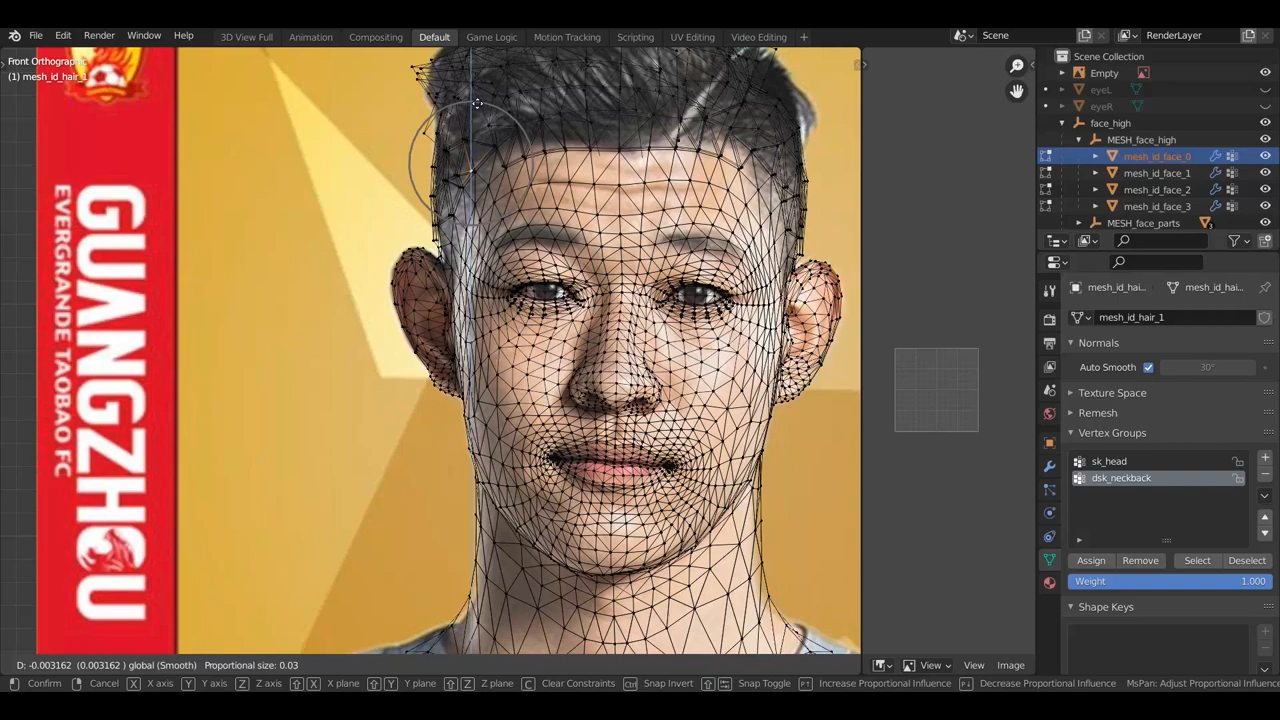 File Edit Render Window Help
3D View Full Animation Compositing Default Game Logic Motion Tracking Scripting UV Editing Video Editing +
Scene
RenderLayer
Front Orthographic
(1) mesh_id_hair_1
GUANGZHOU
EVERGRANDE TAOBAO FC
Scene Collection
Empty
eyeL
eyeR
face_high
MESH_face_high
mesh_id_face_0
mesh_id_face_1
mesh_id_face_2
mesh_id_face_3
MESH_face_parts
3
mesh_id_hai... mesh_id_hair...
mesh_id_hair_1
Normals
Auto Smooth 30°
Texture Space
Remesh
Vertex Groups
sk_head
dsk_neckback
Assign Remove Select Deselect
Weight 1.000
Shape Keys
D: -0.003162 (0.003162 ) global (Smooth) Proportional size: 0.03
View View Image
Confirm Cancel X X axis Y Y axis Z Z axis X X plane Y Y plane Z Z plane C Clear Constraints Ctrl Snap Invert Snap Toggle Increase Proportional Influence Decrease Proportional Influence MsPan: Adjust Proportional Influence